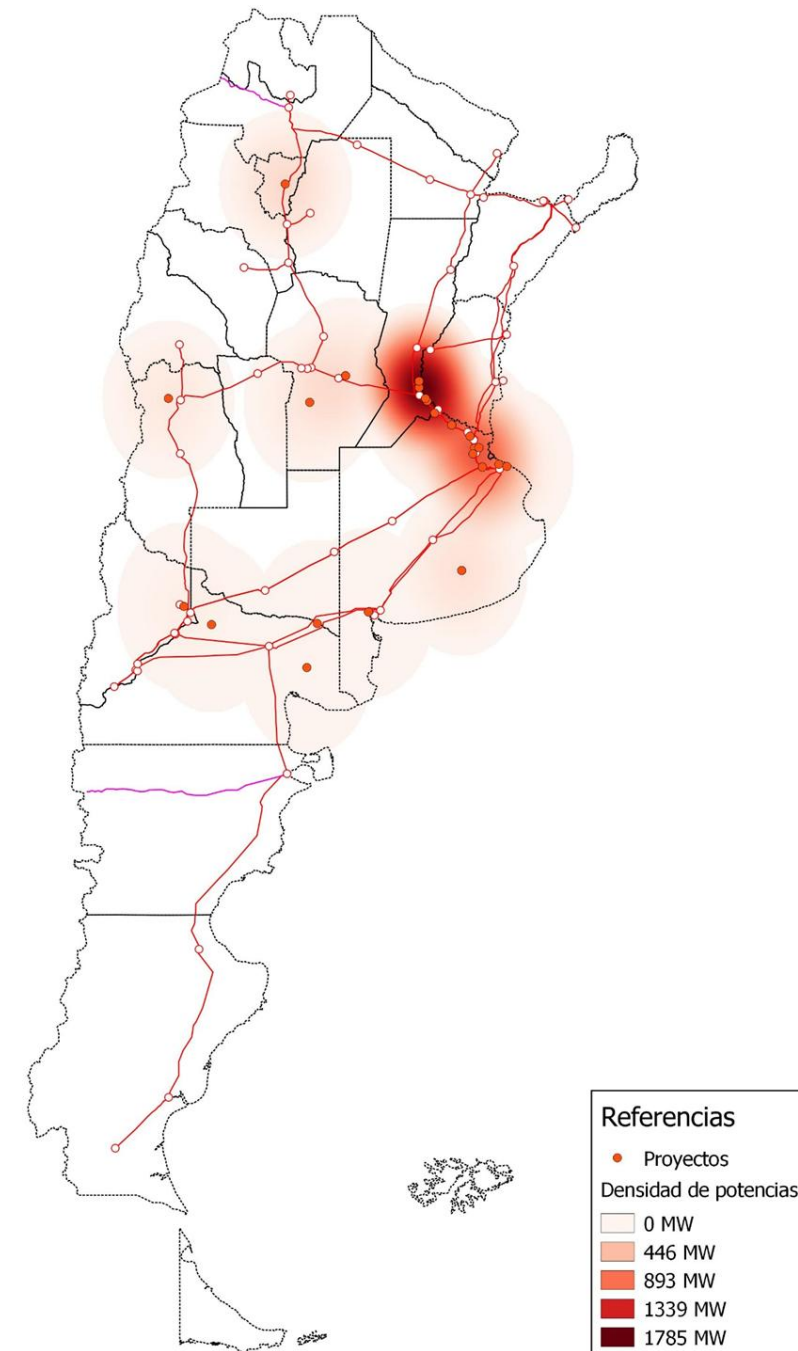 Referencias
Proyectos
Densidad de potencias
0 MW
446 MW
893 MW
1339 MW
1785 MW